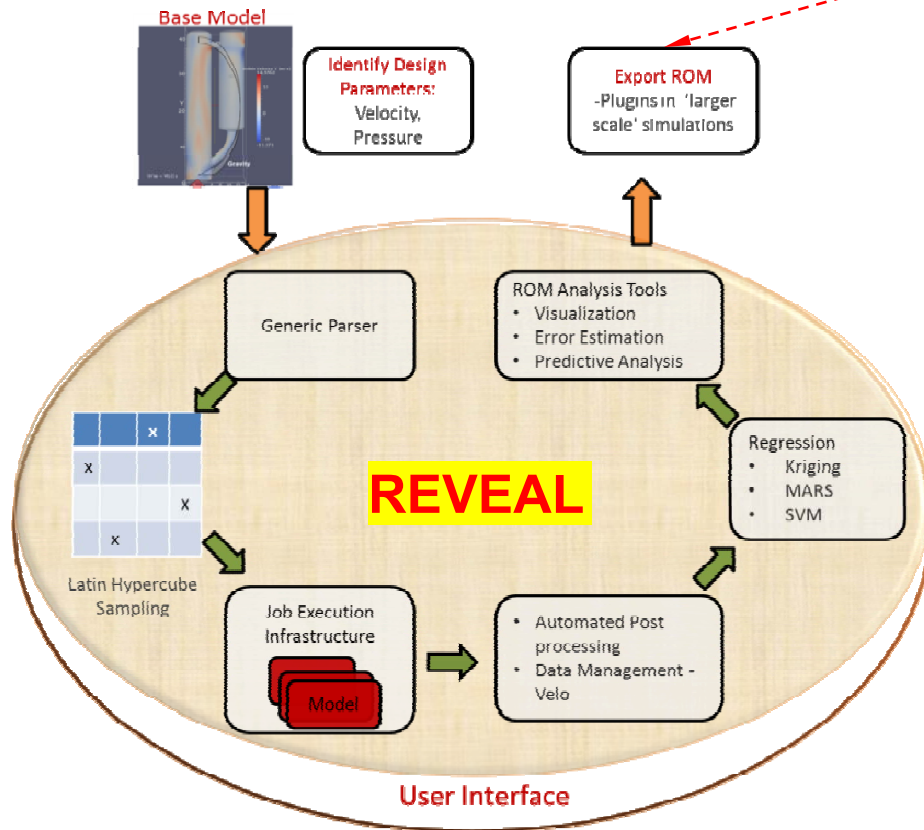 Base Model
Gravity
Identify Design
Parameters:
Velocity,
Pressure
Export ROM
-Plugins in 'larger
scale' simulations
Generic Parser
ROM Analysis Tools
• Visualization
• Error Estimation
• Predictive Analysis
x
x
x
x
Latin Hypercube
Sampling
REVEAL
Regression
• Kriging
• MARS
• SVM
Job Execution
Infrastructure
Model
• Automated Post
processing
• Data Management -
Velo
User Interface